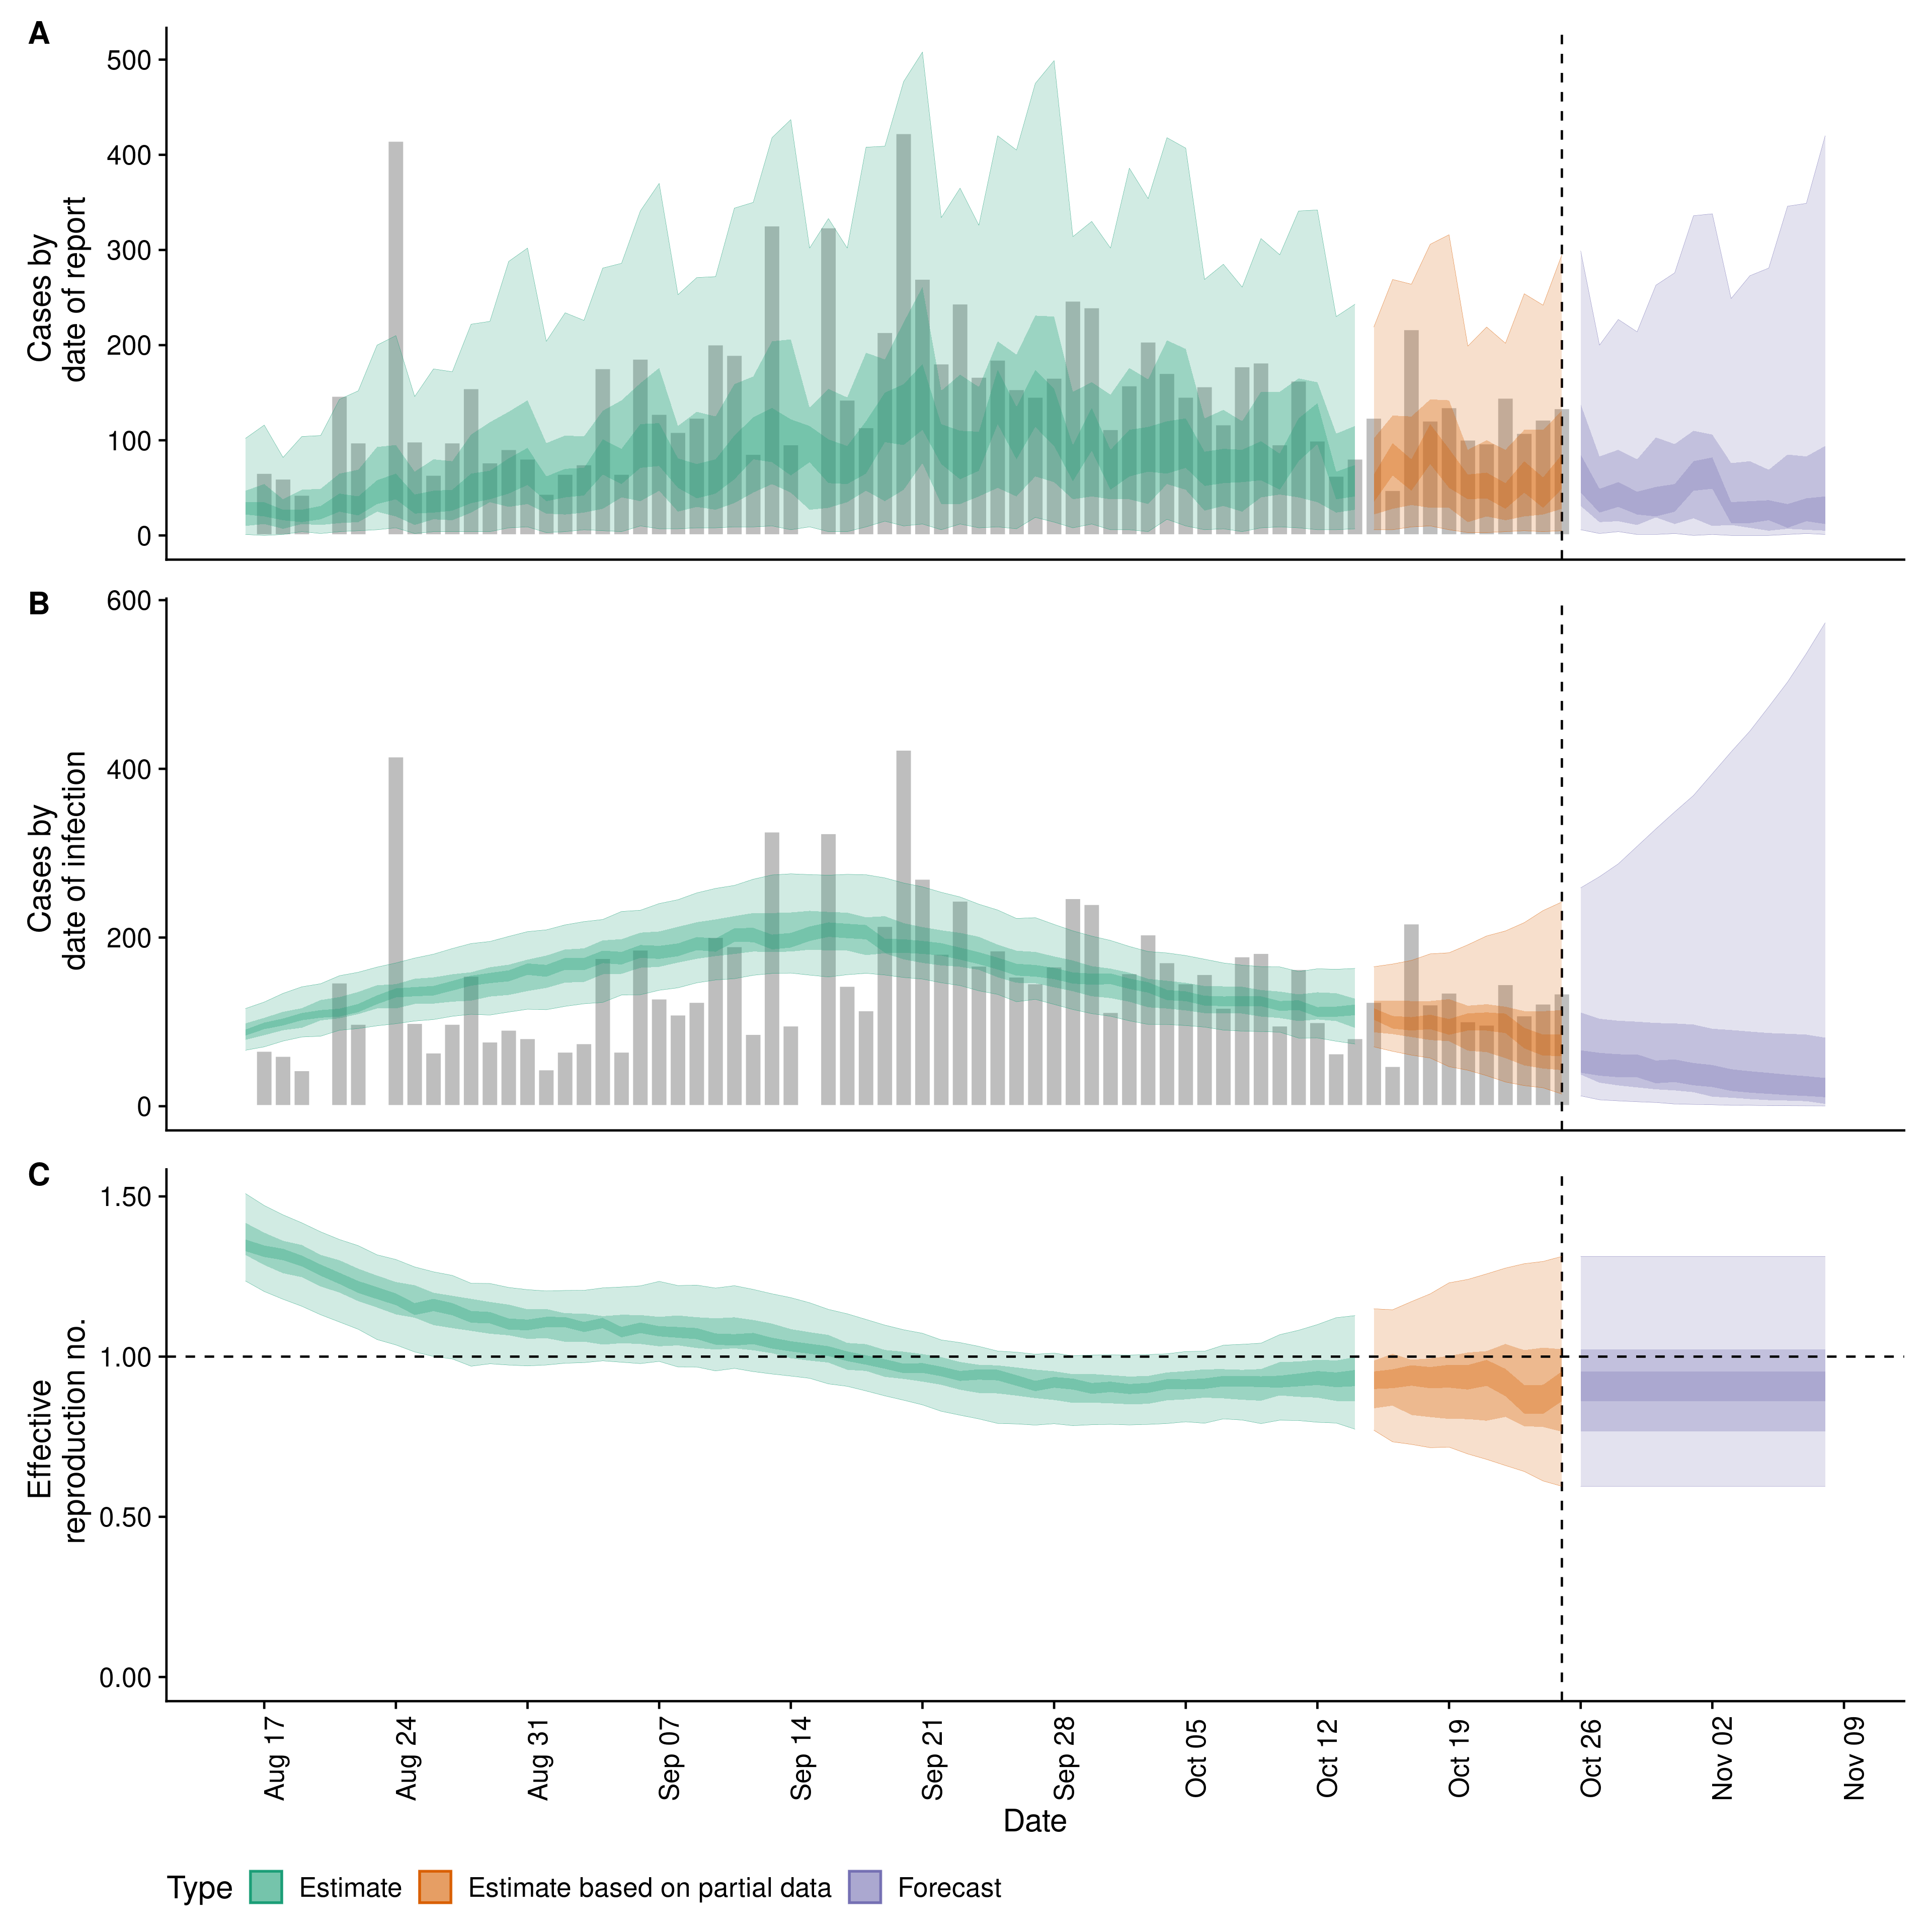 A
500
400
300
200
100
0
Cases by
date of report
B
600
400
200
0
Cases by
date of infection
C
1.50
1.00
0.50
0.00
Effective
reproduction no.
Aug 17
Aug 24
Aug 31
Sep 07
Sep 14
Sep 21
Sep 28
Oct 05
Oct 12
Oct 19
Oct 26
Nov 02
Nov 09
Date
Type Estimate Estimate based on partial data Forecast